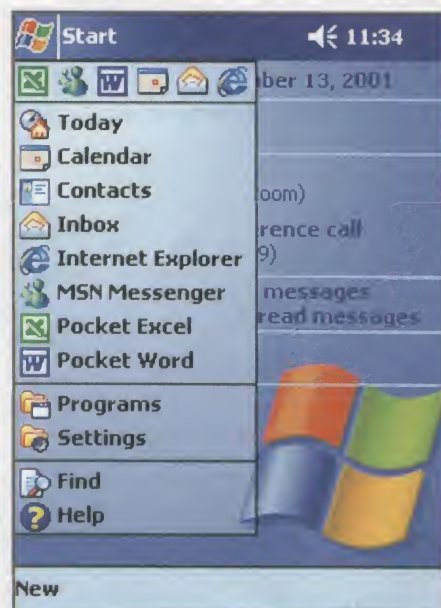 Start 11:34
ber 13, 2001
Today
Calendar
Contacts
oom)
Inbox
rence call
Internet Explorer
9)
MSN Messenger
messages
Pocket Excel
read messages
Pocket Word
Programs
Settings
Find
Help
New